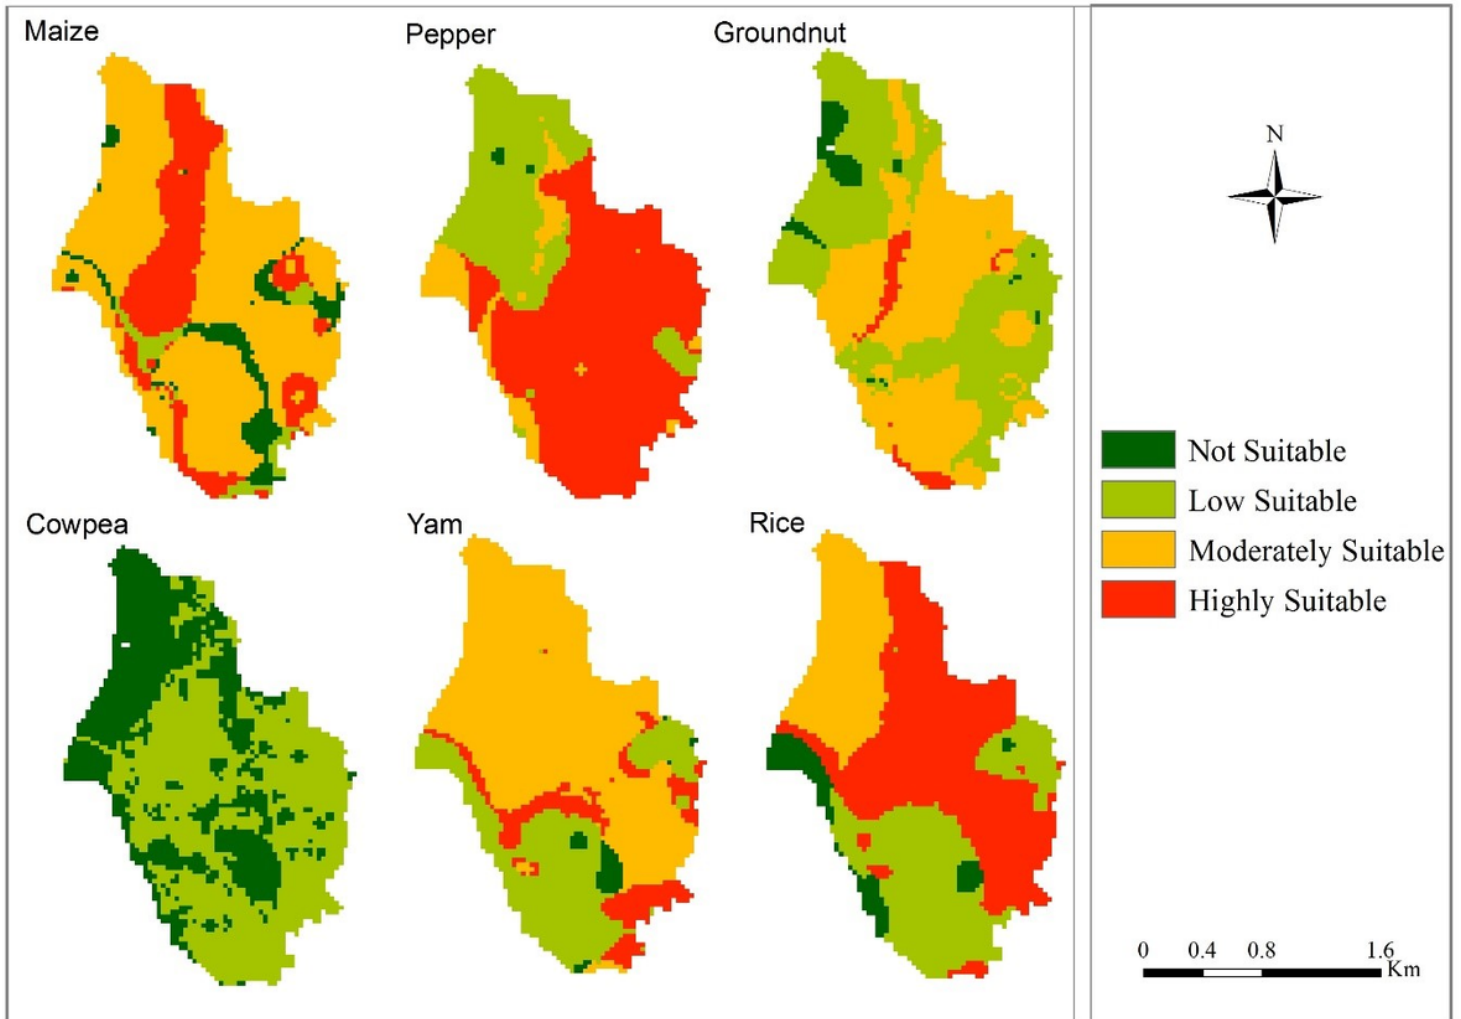 Maize
Pepper
Groundnut
N
Not Suitable
Low Suitable
Moderately Suitable
Highly Suitable
Cowpea
Yam
Rice
0 0.4 0.8 1.6
Km